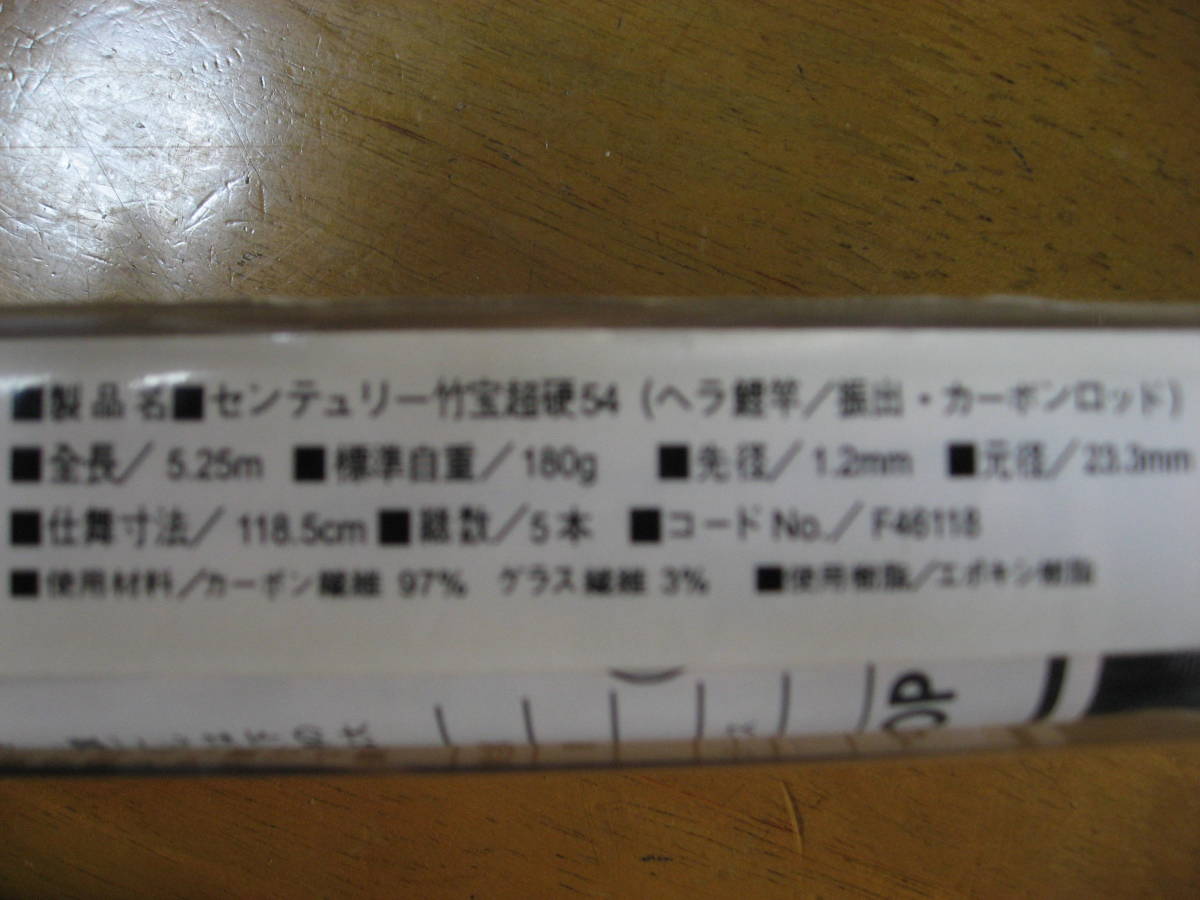 ■製品名■センテュリー竹宝超硬54（ヘラ鯉竿／振出・カーボンロッド）
■全長／5.25m ■標準自重／180g ■先径／1.2mm ■元径／23.3mm
■仕舞寸法／118.5cm ■継数／5本 ■コードNo.／F46118
■使用材料／カーボン繊維 97% グラス繊維 3% ■使用樹脂／エポキシ樹脂
OP